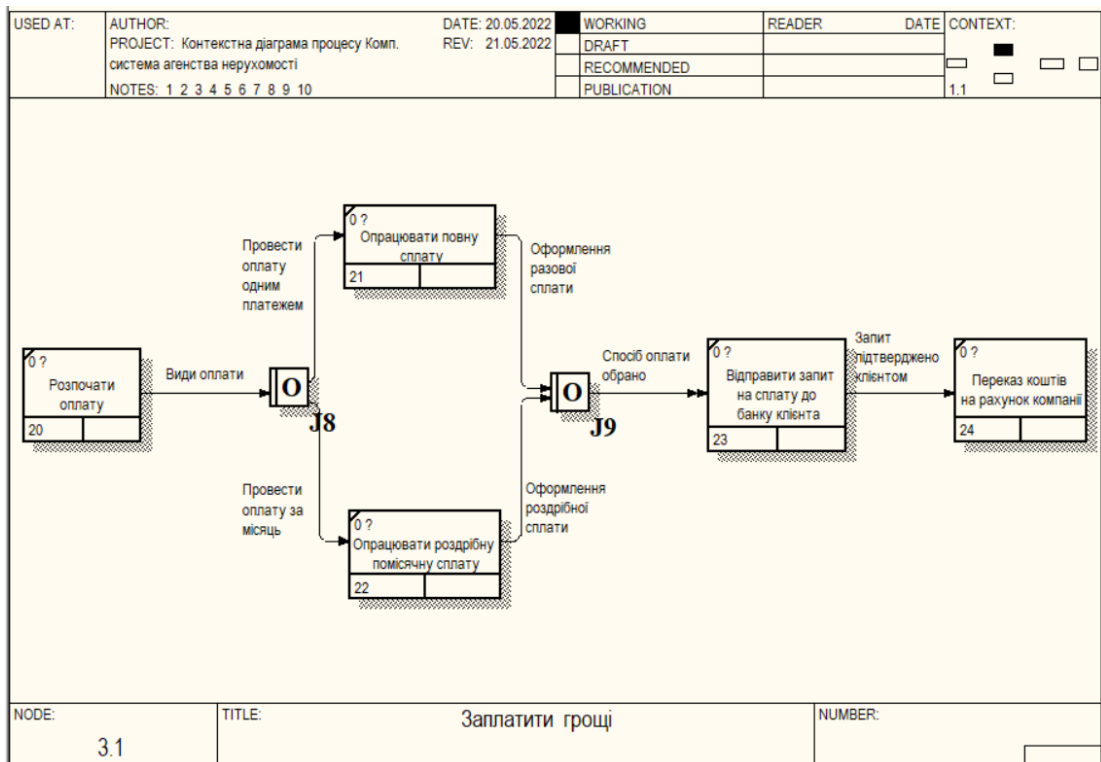 USED AT:
AUTHOR:
DATE: 20.05.2022
PROJECT: Контекстна діаграма процесу Комп.
REV: 21.05.2022
система агенства нерухомості
NOTES: 1 2 3 4 5 6 7 8 9 10
WORKING
DRAFT
RECOMMENDED
PUBLICATION
READER
DATE
CONTEXT:
1.1
0 ?
Розпочати
оплату
20
Види оплати
O
J8
Провести
оплату
одним
платежем
0 ?
Опрацювати повну
сплату
21
Оформлення
разової
сплати
Провести
оплату за
місяць
0 ?
Опрацювати роздрібну
помісячну сплату
22
Оформлення
роздрібної
сплати
O
J9
Спосіб оплати
обрано
0 ?
Відправити запит
на сплату до
банку клієнта
23
Запит
підтверджено
клієнтом
0 ?
Переказ коштів
на рахунок компанії
24
NODE:
3.1
TITLE:
Заплатити гроші
NUMBER: